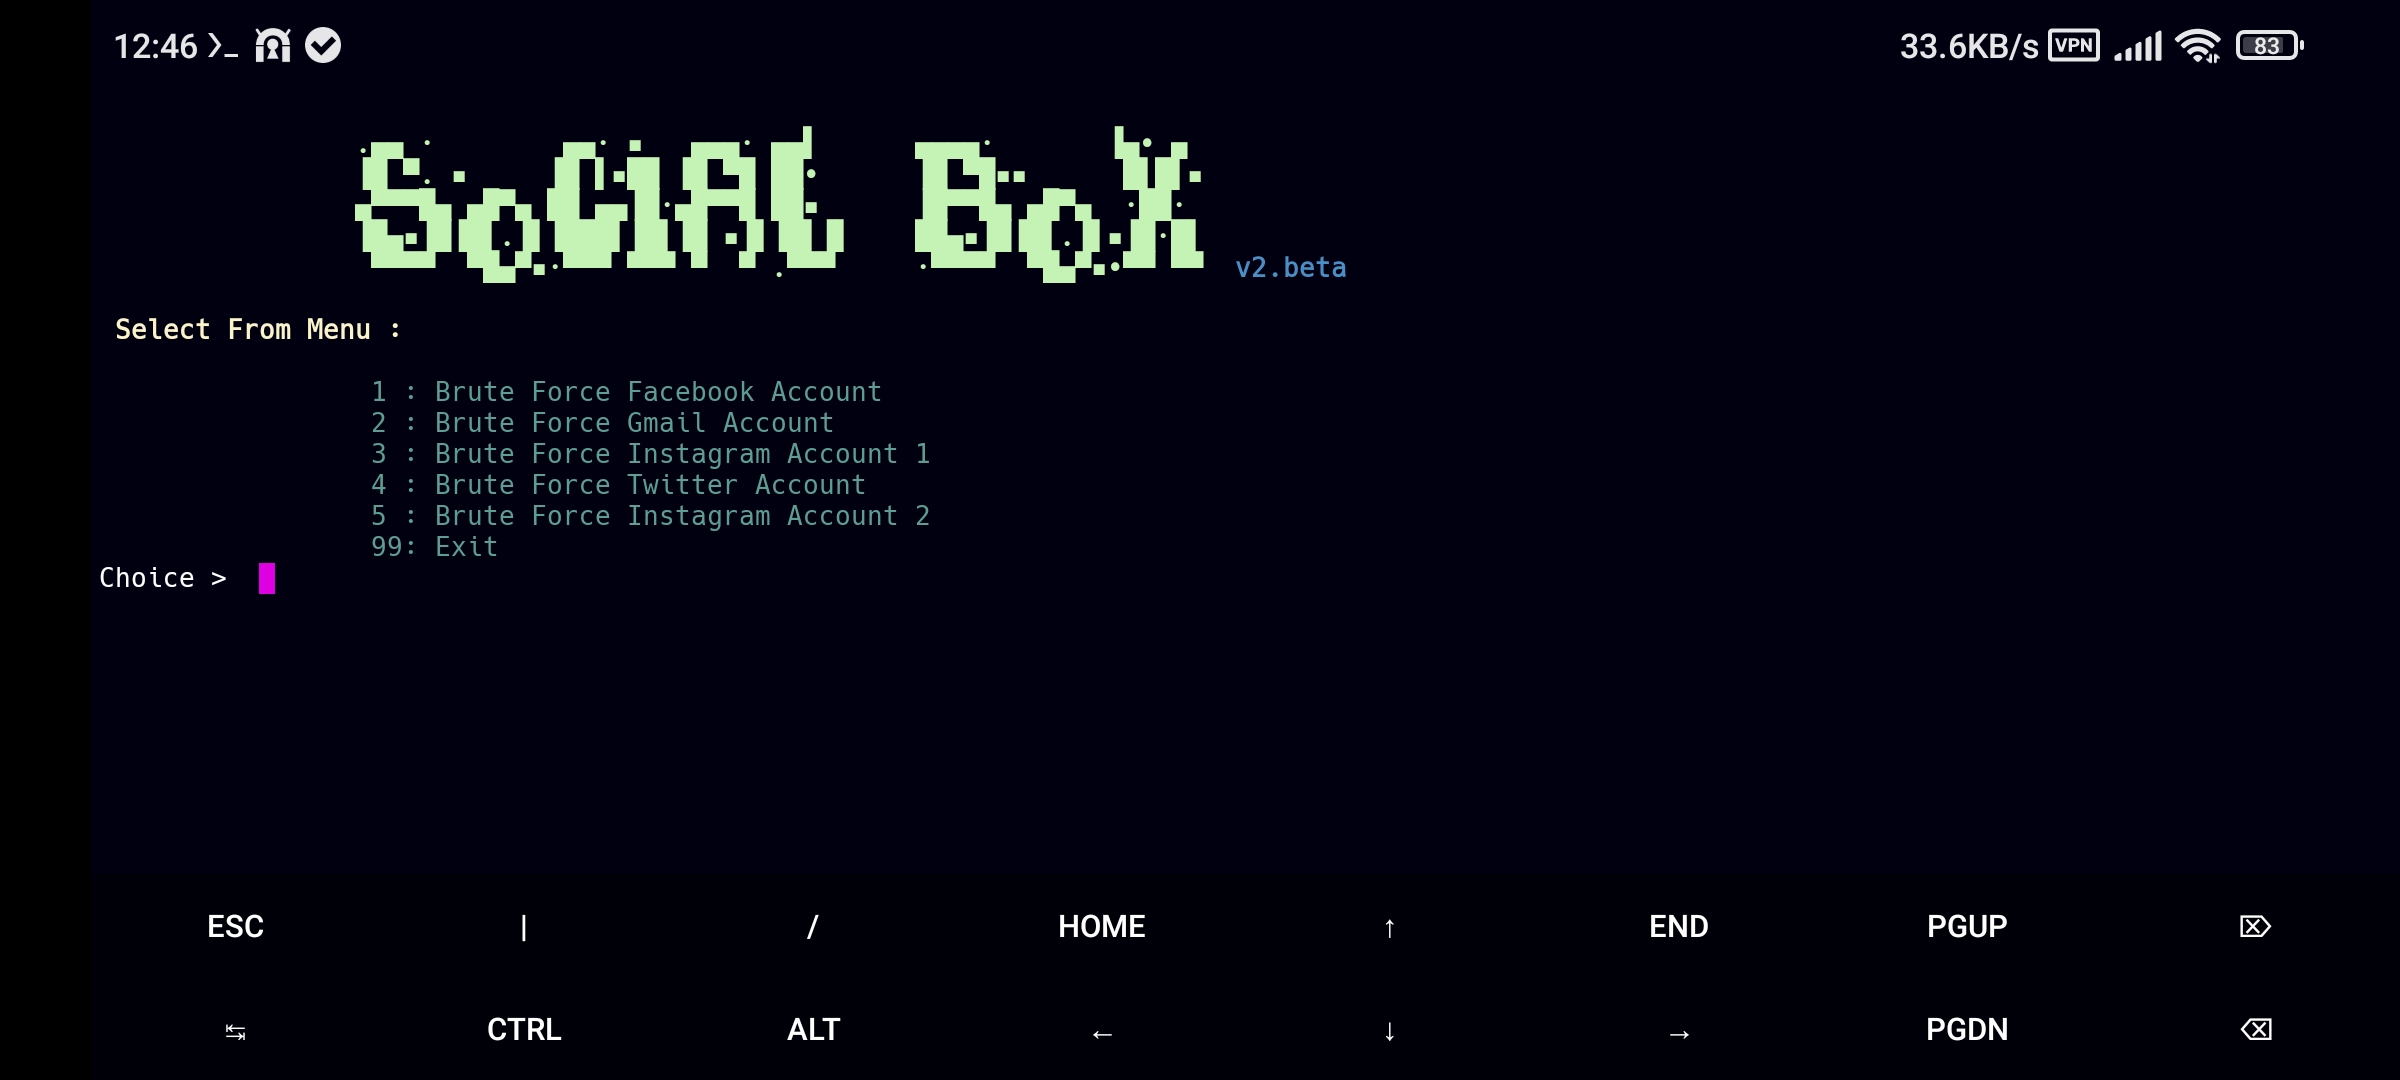 12:46 33.6KB/s VPN 83
SoCiAL BoX v2.beta
Select From Menu :
1 : Brute Force Facebook Account
2 : Brute Force Gmail Account
3 : Brute Force Instagram Account 1
4 : Brute Force Twitter Account
5 : Brute Force Instagram Account 2
99: Exit
Choice >
ESC | / HOME ↑ END PGUP ⌦
↹ CTRL ALT ← ↓ → PGDN ⌫